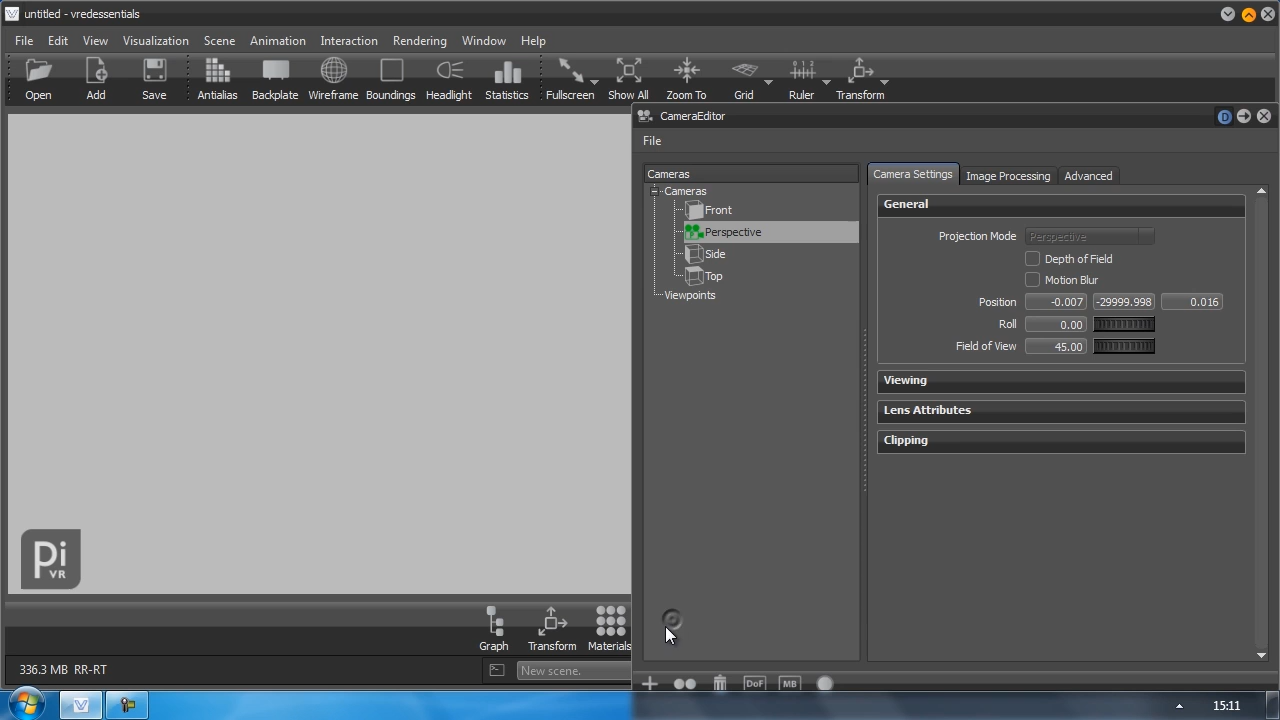 untitled - vredessentials
File Edit View Visualization Scene Animation Interaction Rendering Window Help
Open Add Save Antialias Backplate Wireframe Boundings Headlight Statistics Fullscreen Show All Zoom To Grid Ruler Transform
CameraEditor
D
File
Cameras
Cameras
Front
Perspective
Side
Top
Viewpoints
Camera Settings Image Processing Advanced
General
Projection Mode Perspective
Depth of Field
Motion Blur
Position -0.007 -29999.998 0.016
Roll 0.00
Field of View 45.00
Viewing
Lens Attributes
Clipping
Pi
VR
Graph Transform Materials
336.3 MB RR-RT
New scene.
DoF MB
15:11